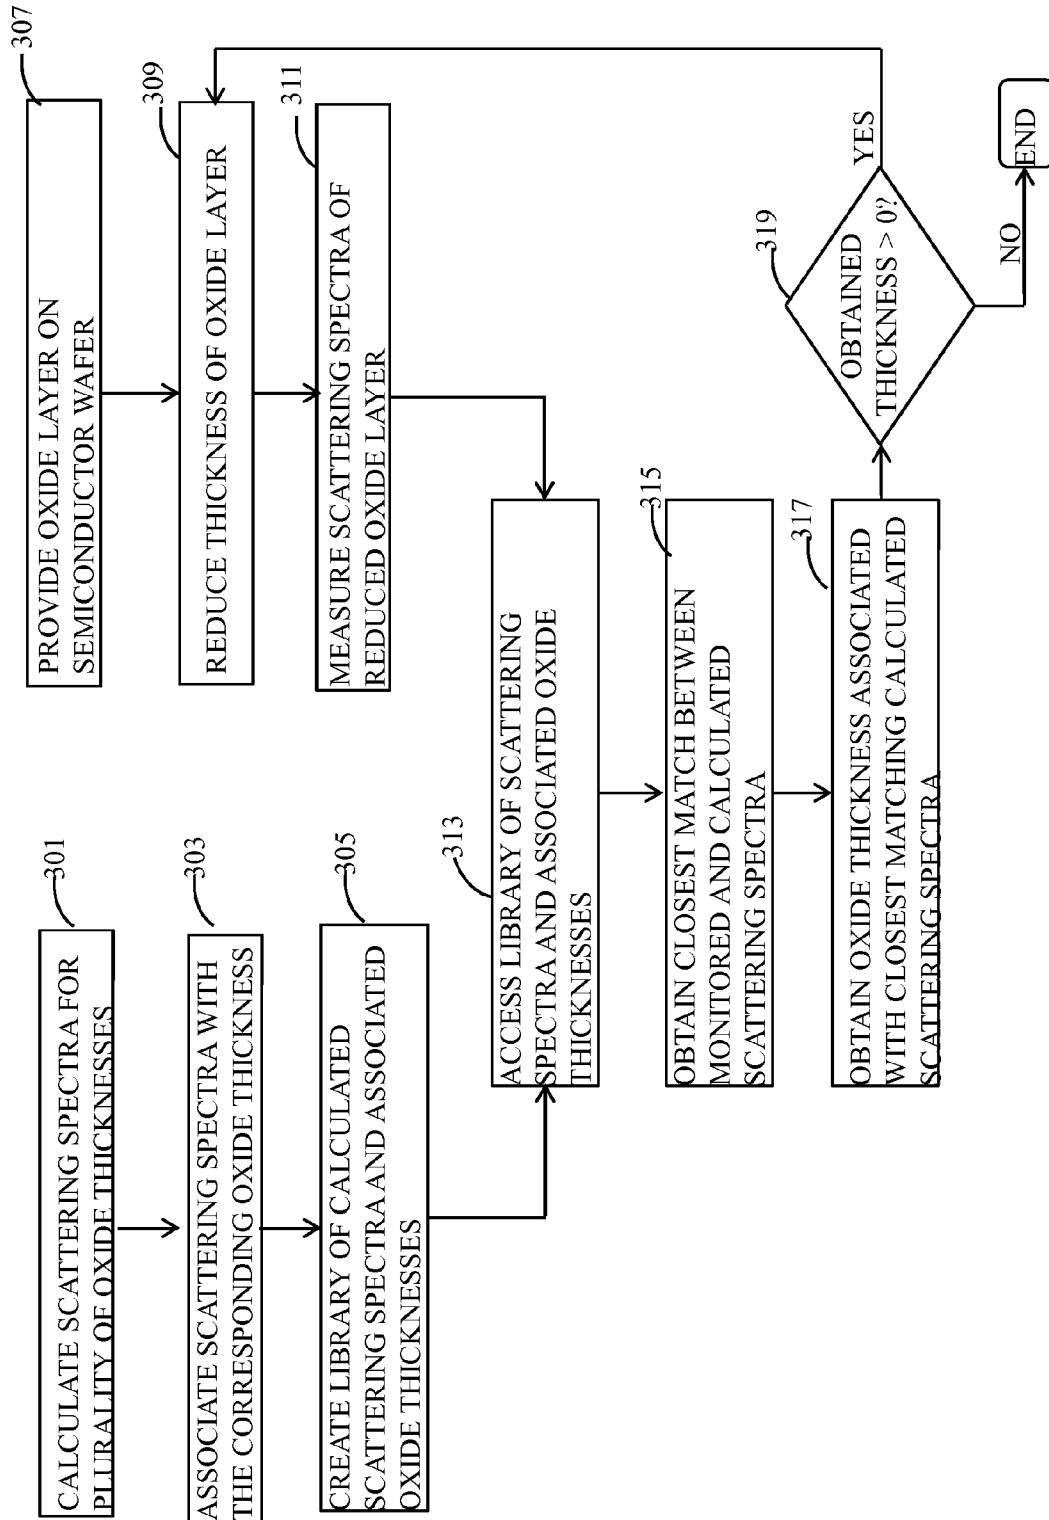 301
CALCULATE SCATTERING SPECTRA FOR
PLURALITY OF OXIDE THICKNESSES
303
ASSOCIATE SCATTERING SPECTRA WITH
THE CORRESPONDING OXIDE THICKNESS
305
CREATE LIBRARY OF CALCULATED
SCATTERING SPECTRA AND ASSOCIATED
OXIDE THICKNESSES
307
PROVIDE OXIDE LAYER ON
SEMICONDUCTOR WAFER
309
REDUCE THICKNESS OF OXIDE LAYER
311
MEASURE SCATTERING SPECTRA OF
REDUCED OXIDE LAYER
313
ACCESS LIBRARY OF SCATTERING
SPECTRA AND ASSOCIATED OXIDE
THICKNESSES
315
OBTAIN CLOSEST MATCH BETWEEN
MONITORED AND CALCULATED
SCATTERING SPECTRA
317
OBTAIN OXIDE THICKNESS ASSOCIATED
WITH CLOSEST MATCHING CALCULATED
SCATTERING SPECTRA
319
OBTAINED
THICKNESS > 0?
YES
NO
END